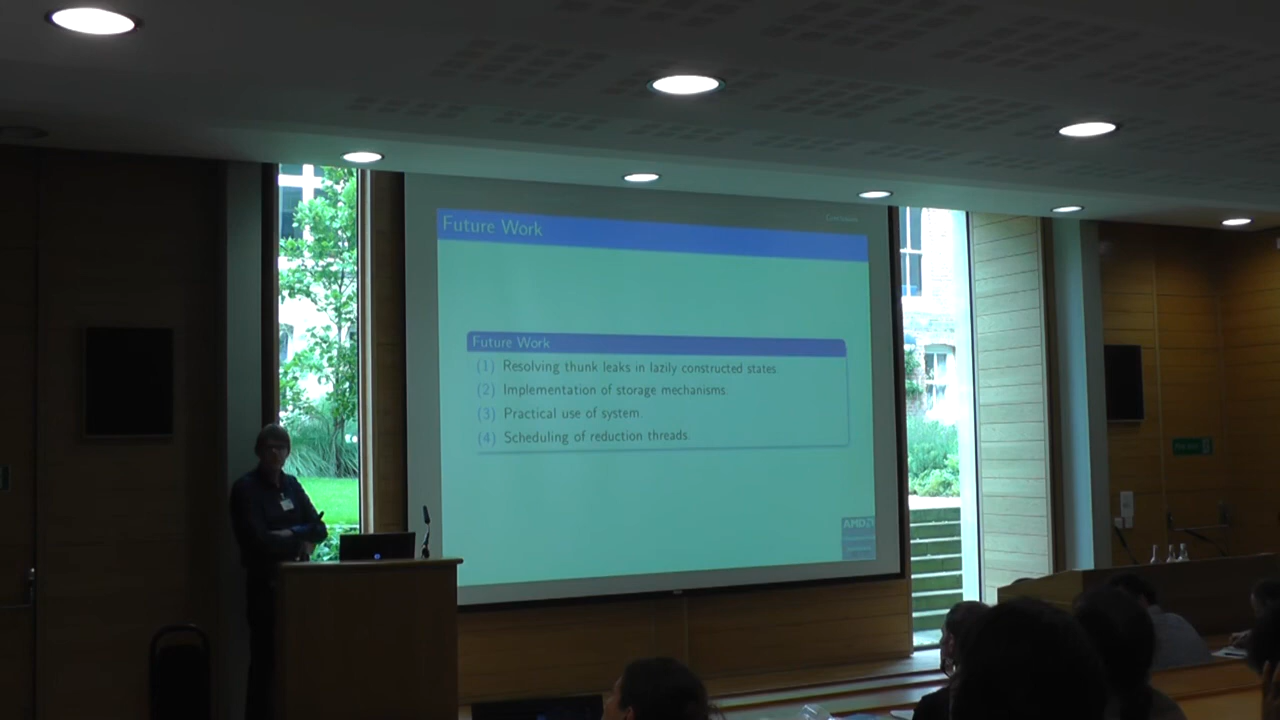 Future Work
Future Work
(1) Resolving thunk leaks in lazily constructed states.
(2) Implementation of storage mechanisms.
(3) Practical use of system.
(4) Scheduling of reduction threads.
AMD